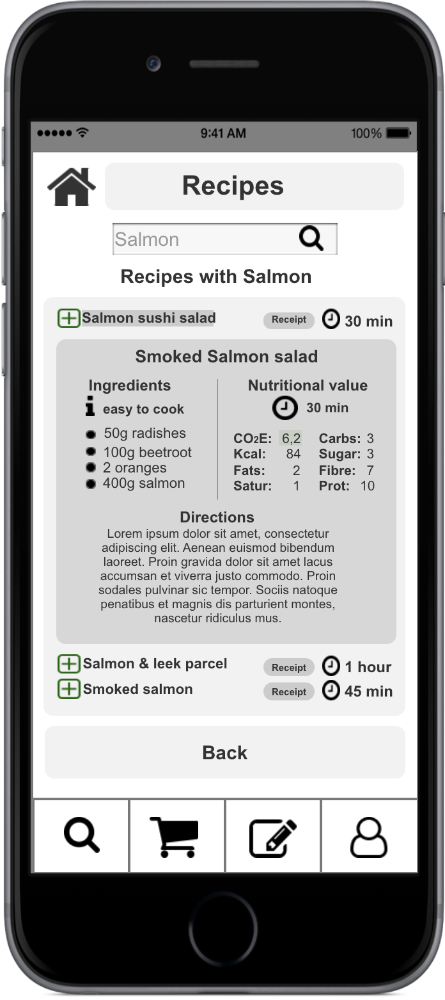 9:41 AM 100%
Recipes
Salmon
Recipes with Salmon
Salmon sushi salad Receipt 30 min
Smoked Salmon salad
Ingredients
easy to cook
50g radishes
100g beetroot
2 oranges
400g salmon
Nutritional value
30 min
CO2E: 6,2 Carbs: 3
Kcal: 84 Sugar: 3
Fats: 2 Fibre: 7
Satur: 1 Prot: 10
Directions
Lorem ipsum dolor sit amet, consectetur
adipiscing elit. Aenean euismod bibendum
laoreet. Proin gravida dolor sit amet lacus
accumsan et viverra justo commodo. Proin
sodales pulvinar sic tempor. Sociis natoque
penatibus et magnis dis parturient montes,
nascetur ridiculus mus.
Salmon & leek parcel Receipt 1 hour
Smoked salmon Receipt 45 min
Back